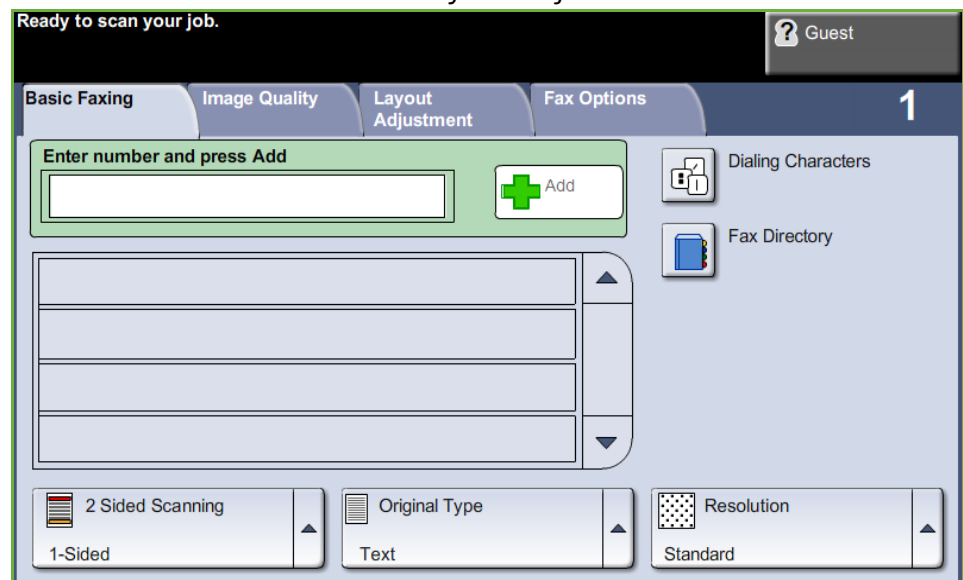 Ready to scan your job.
? Guest
Basic Faxing
Image Quality
Layout
Adjustment
Fax Options
1
Enter number and press Add
Add
Dialing Characters
Fax Directory
2 Sided Scanning
1-Sided
Original Type
Text
Resolution
Standard